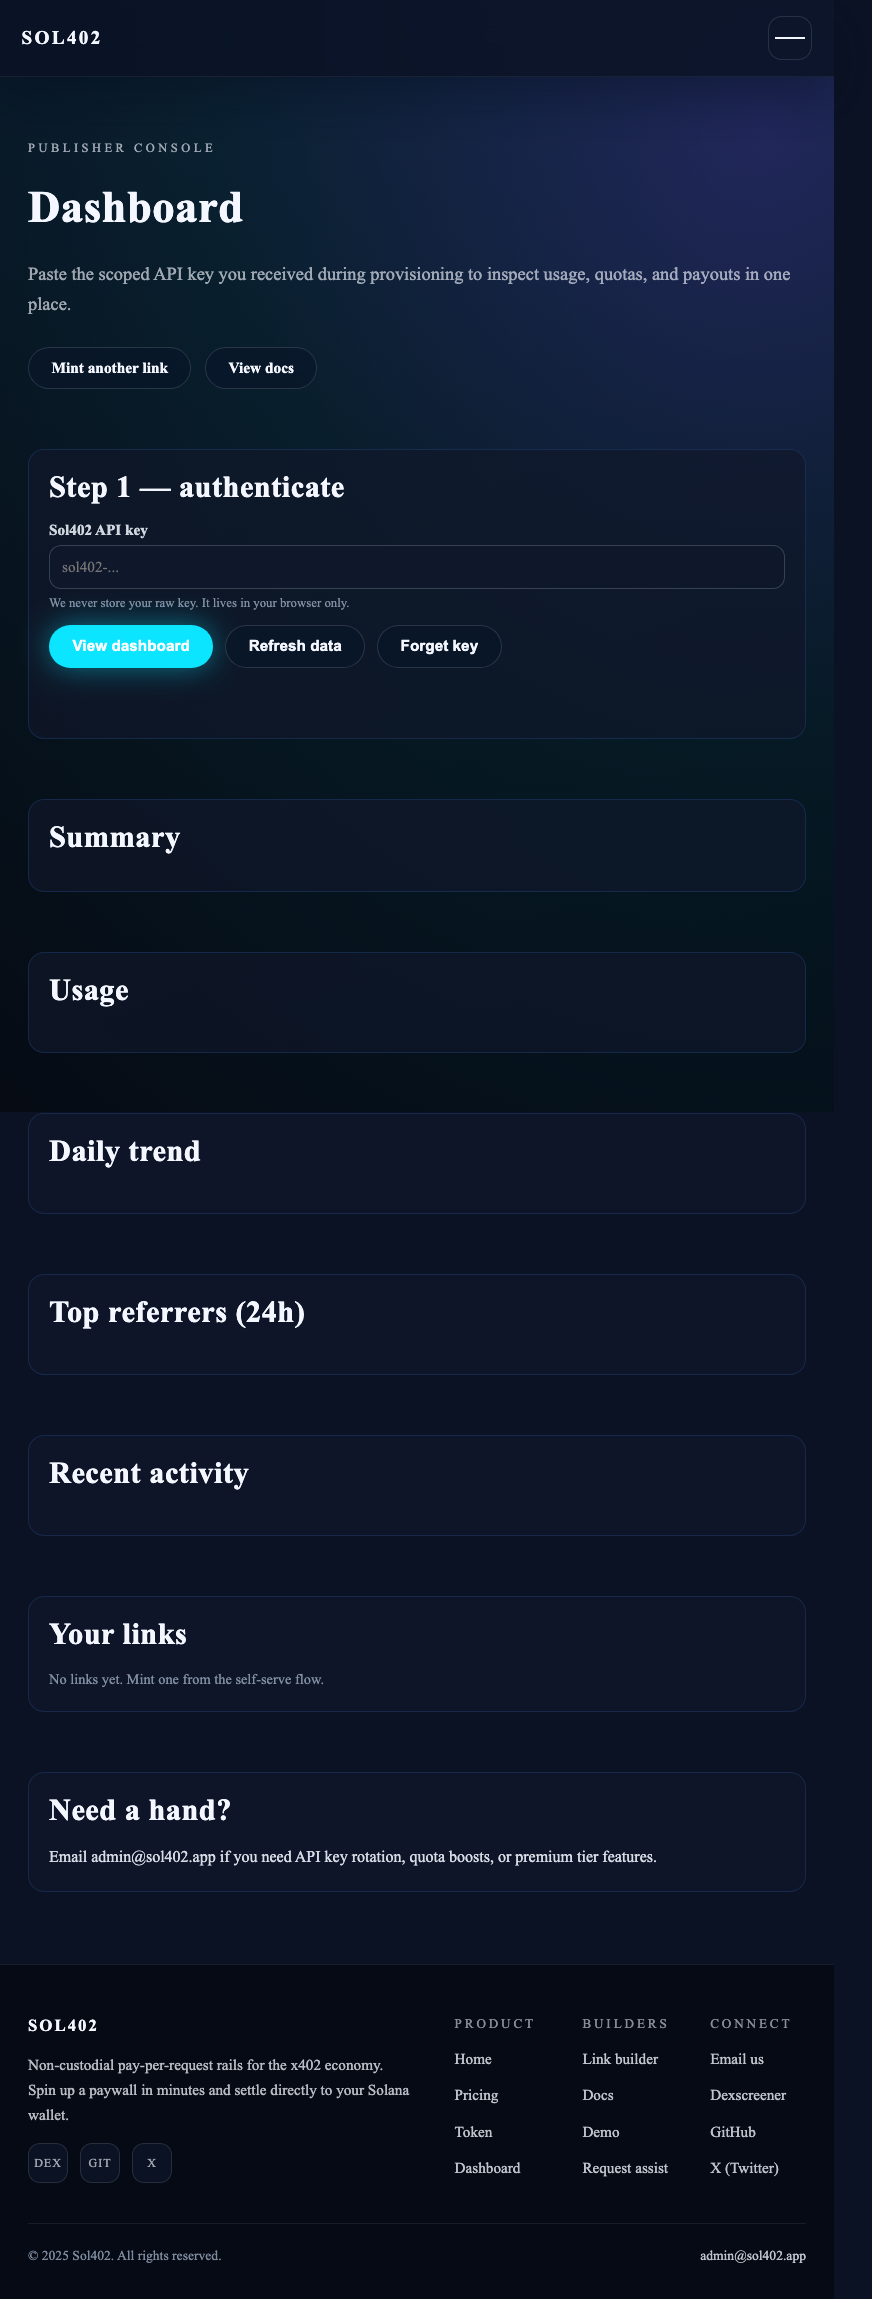 SOL402
PUBLISHER CONSOLE
Dashboard
Paste the scoped API key you received during provisioning to inspect usage, quotas, and payouts in one
place.
Mint another link
View docs
Step 1 — authenticate
Sol402 API key
sol402-...
We never store your raw key. It lives in your browser only.
View dashboard
Refresh data
Forget key
Summary
Usage
Daily trend
Top referrers (24h)
Recent activity
Your links
No links yet. Mint one from the self-serve flow.
Need a hand?
Email admin@sol402.app if you need API key rotation, quota boosts, or premium tier features.
SOL402
Non-custodial pay-per-request rails for the x402 economy.
Spin up a paywall in minutes and settle directly to your Solana
wallet.
DEX
GIT
X
PRODUCT
Home
Pricing
Token
Dashboard
BUILDERS
Link builder
Docs
Demo
Request assist
CONNECT
Email us
Dexscreener
GitHub
X (Twitter)
© 2025 Sol402. All rights reserved.
admin@sol402.app